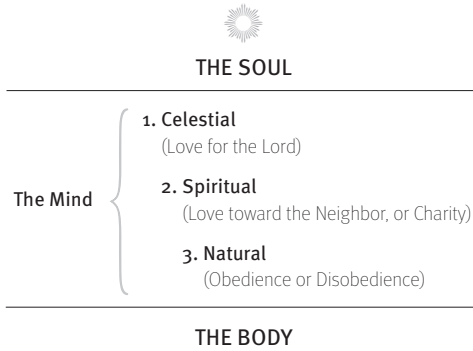 THE SOUL
1. Celestial
(Love for the Lord)
The Mind
2. Spiritual
(Love toward the Neighbor, or Charity)
3. Natural
(Obedience or Disobedience)
THE BODY